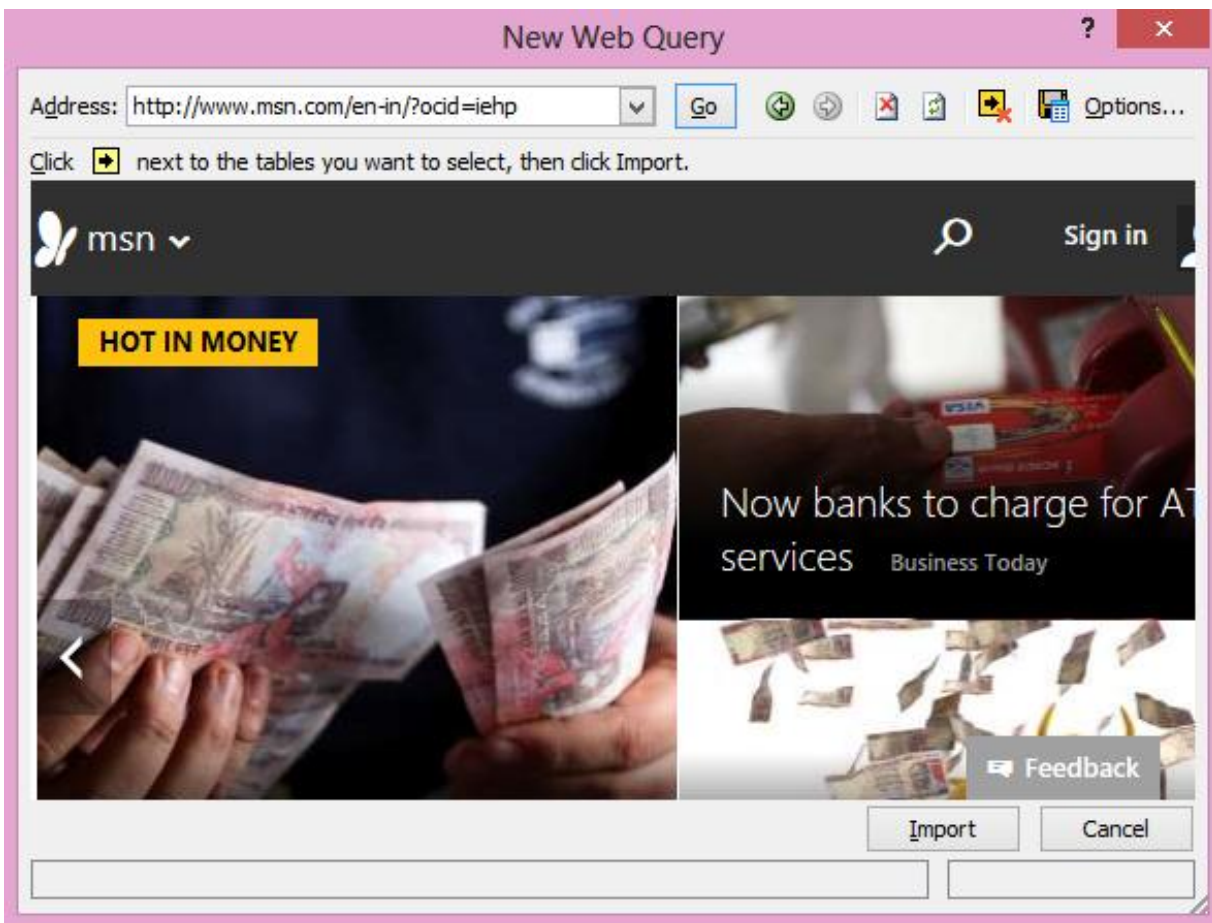 New Web Query
?
Address: http://www.msn.com/en-in/?ocid=iehp Go Options...
Click next to the tables you want to select, then click Import.
msn Sign in
HOT IN MONEY
Now banks to charge for AT
services Business Today
VISA
Feedback
Import Cancel